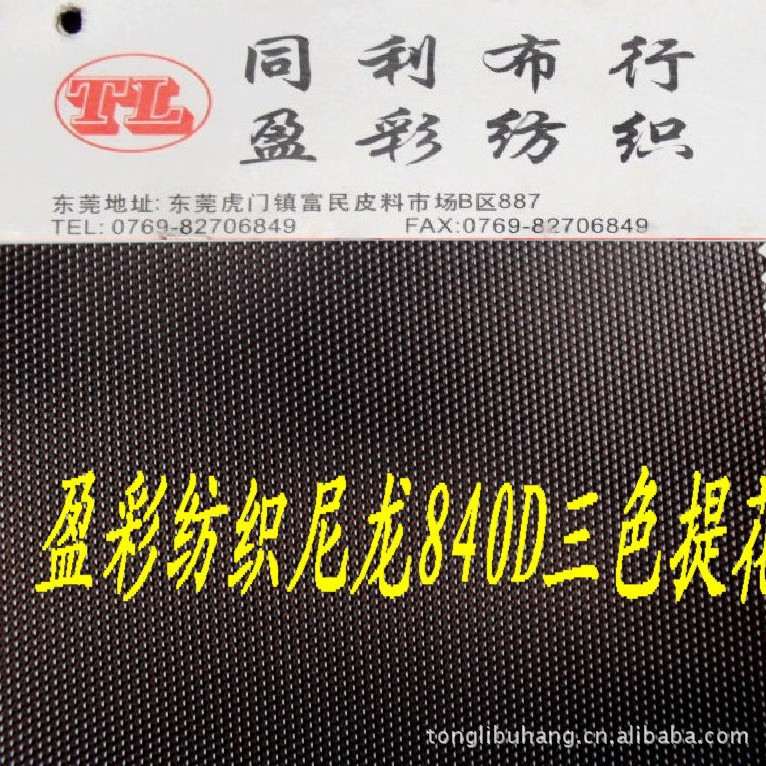 TL
同利布行
盈彩纺织
东莞地址: 东莞虎门镇富民皮料市场B区887
TEL: 0769-82706849 FAX:0769-82706849
盈彩纺织尼龙840D三色提花
tonglibuhang.cn.alibaba.com